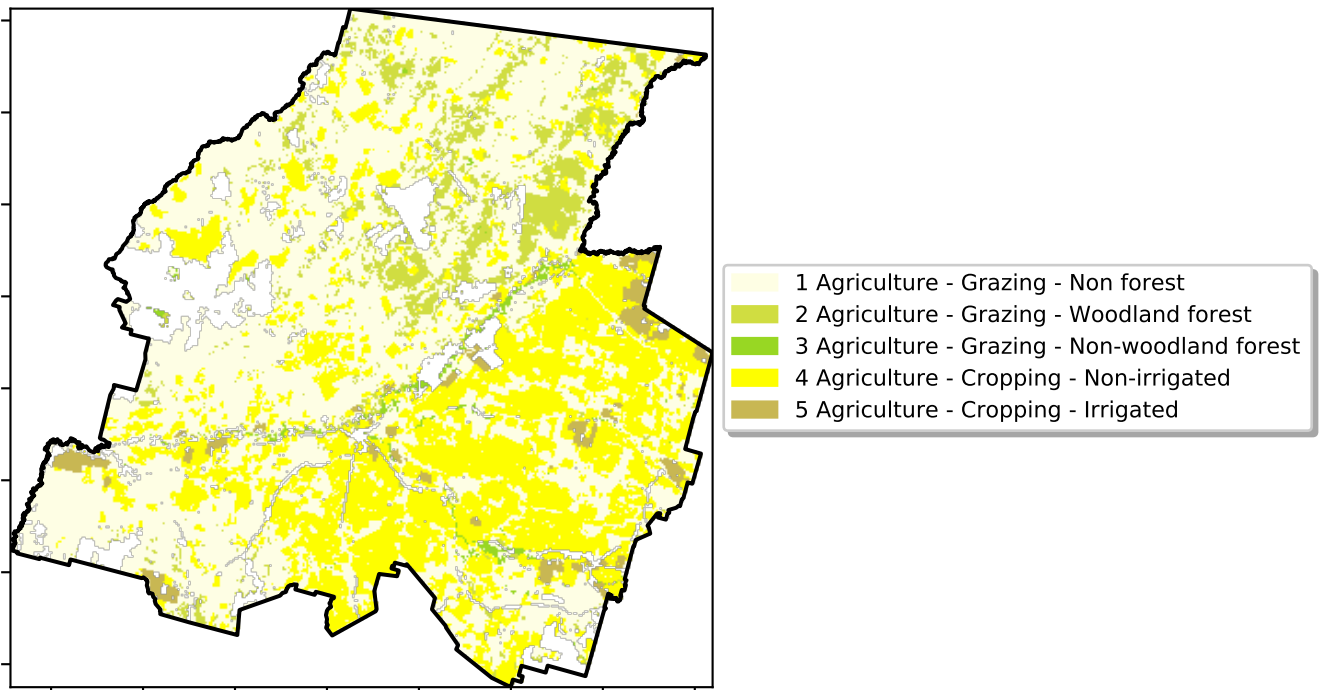 1 Agriculture - Grazing - Non forest
2 Agriculture - Grazing - Woodland forest
3 Agriculture - Grazing - Non-woodland forest
4 Agriculture - Cropping - Non-irrigated
5 Agriculture - Cropping - Irrigated